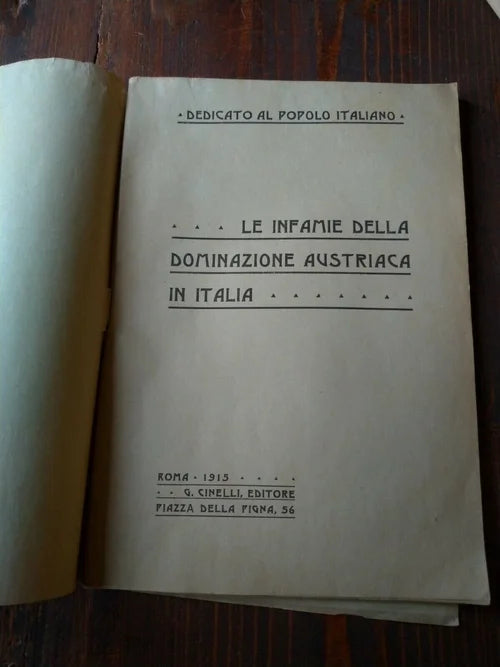 ▴ DEDICATO AL POPOLO ITALIANO ▴
▴ ▴ ▴ LE INFAMIE DELLA
DOMINAZIONE AUSTRIACA
IN ITALIA ▴ ▴ ▴ ▴ ▴ ▴ ▴
ROMA ▴ 1915 ▴ ▴ ▴ ▴
▴ ▴ G. CINELLI, EDITORE
PIAZZA DELLA PIGNA, 56